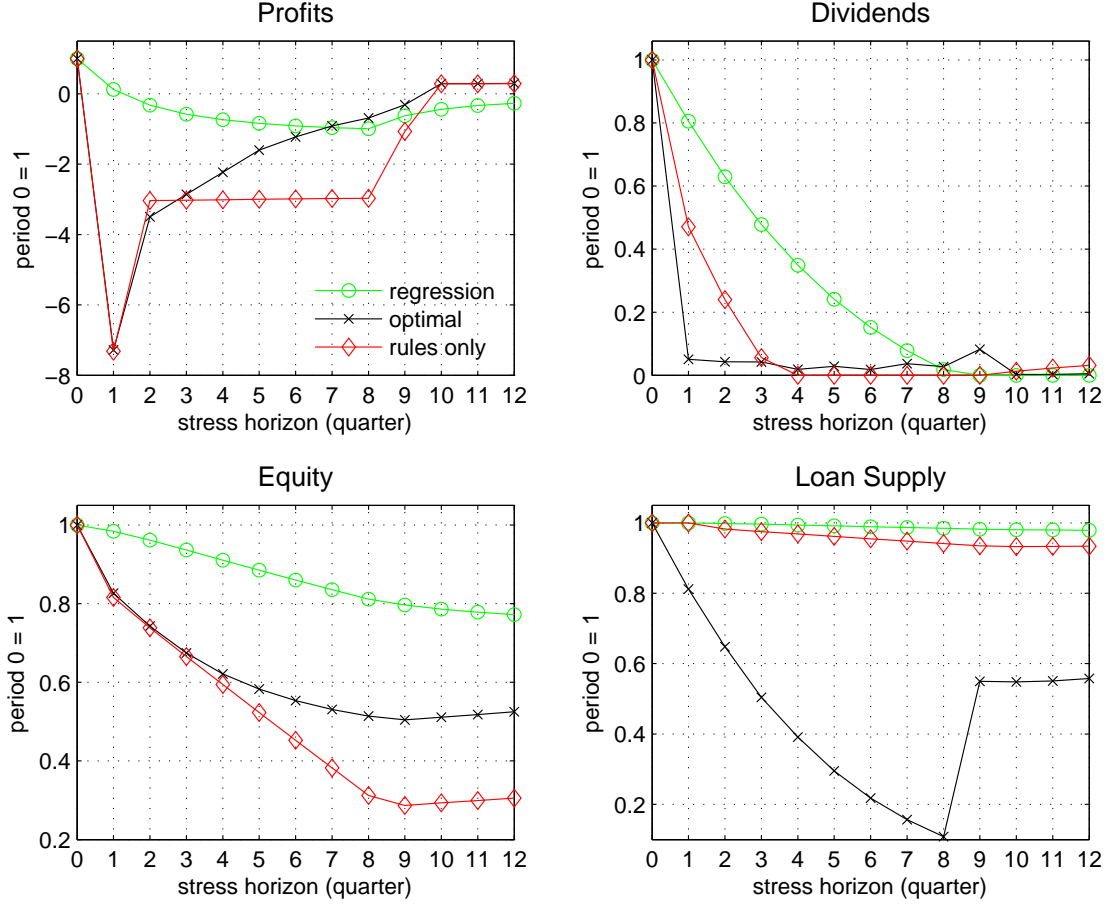 Profits
0
−2
−4
−6
−8
period 0 = 1
regression
optimal
rules only
0 1 2 3 4 5 6 7 8 9 10 11 12
stress horizon (quarter)
Dividends
1
0.8
0.6
0.4
0.2
0
period 0 = 1
0 1 2 3 4 5 6 7 8 9 10 11 12
stress horizon (quarter)
Equity
1
0.8
0.6
0.4
0.2
period 0 = 1
0 1 2 3 4 5 6 7 8 9 10 11 12
stress horizon (quarter)
Loan Supply
1
0.8
0.6
0.4
0.2
period 0 = 1
0 1 2 3 4 5 6 7 8 9 10 11 12
stress horizon (quarter)